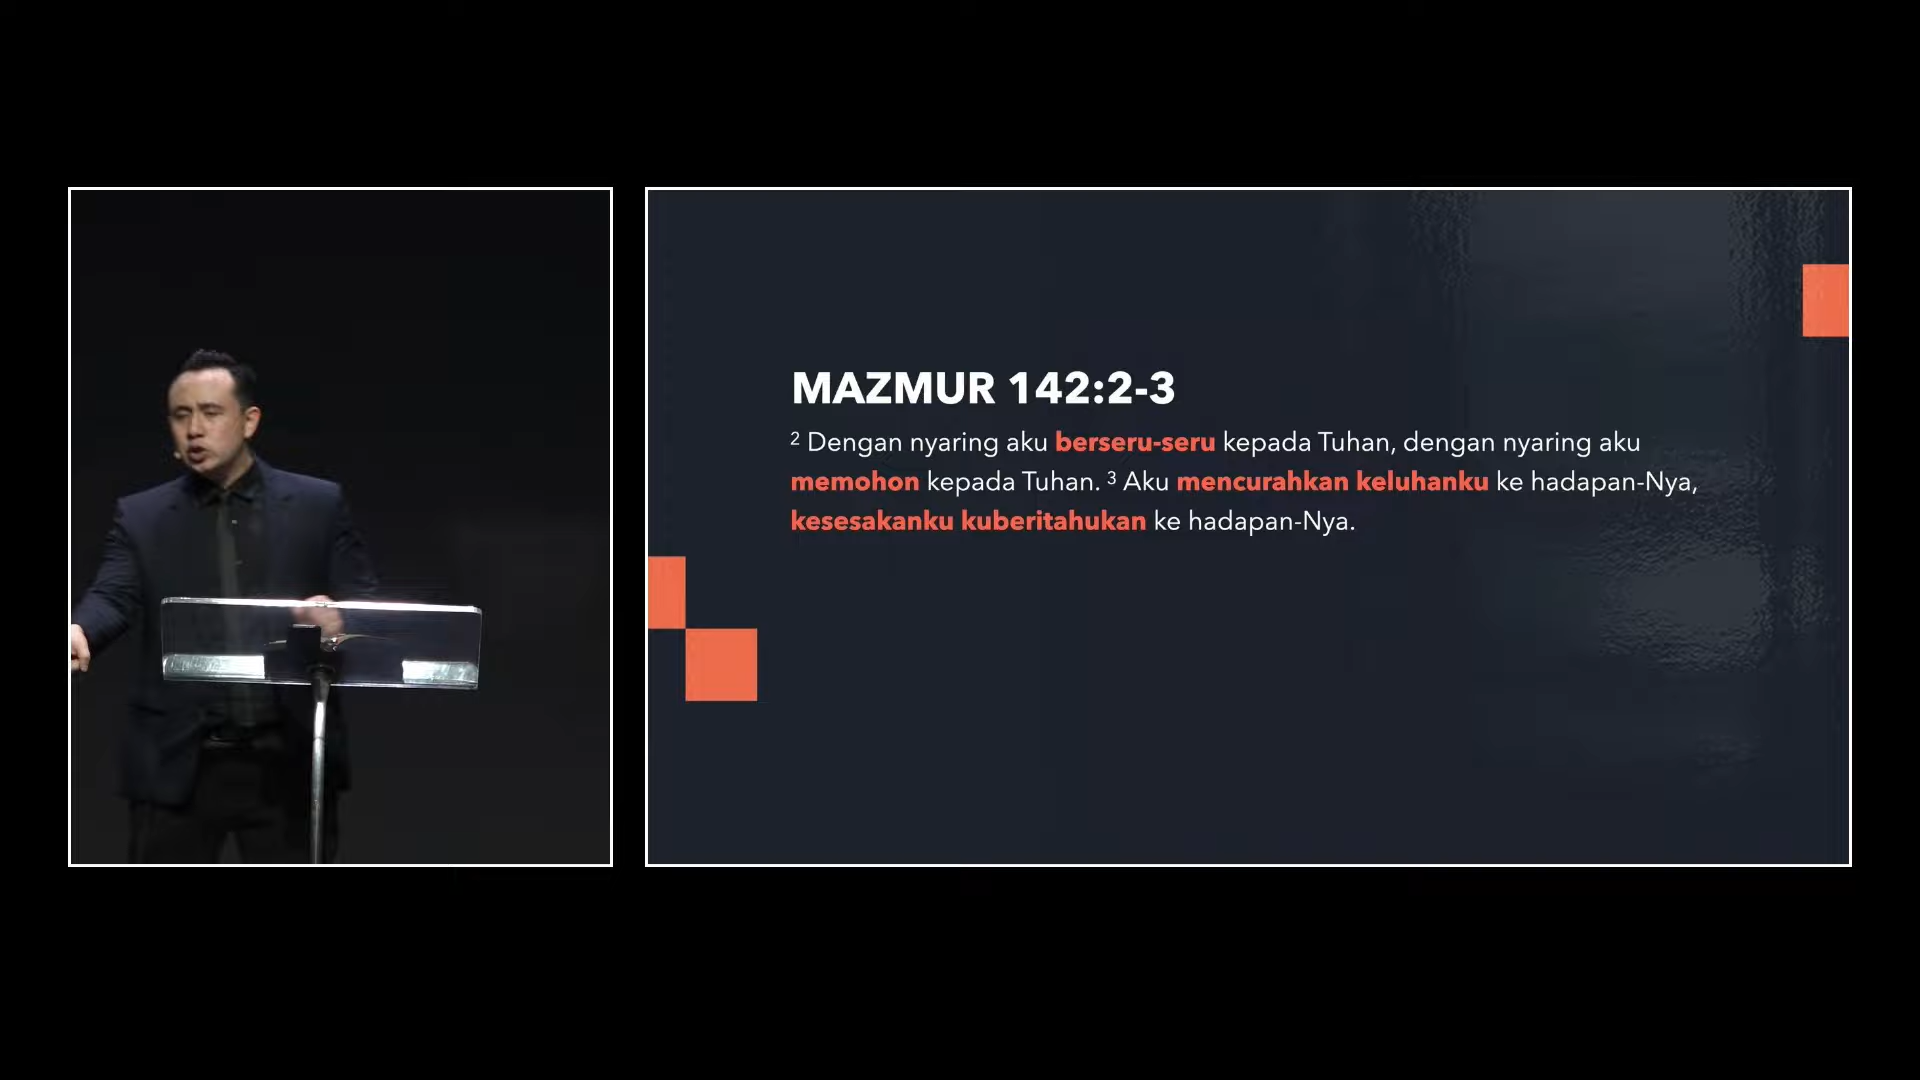 MAZMUR 142:2-3
² Dengan nyaring aku berseru-seru kepada Tuhan, dengan nyaring aku
memohon kepada Tuhan. ³ Aku mencurahkan keluhanku ke hadapan-Nya,
kesesakanku kuberitahukan ke hadapan-Nya.